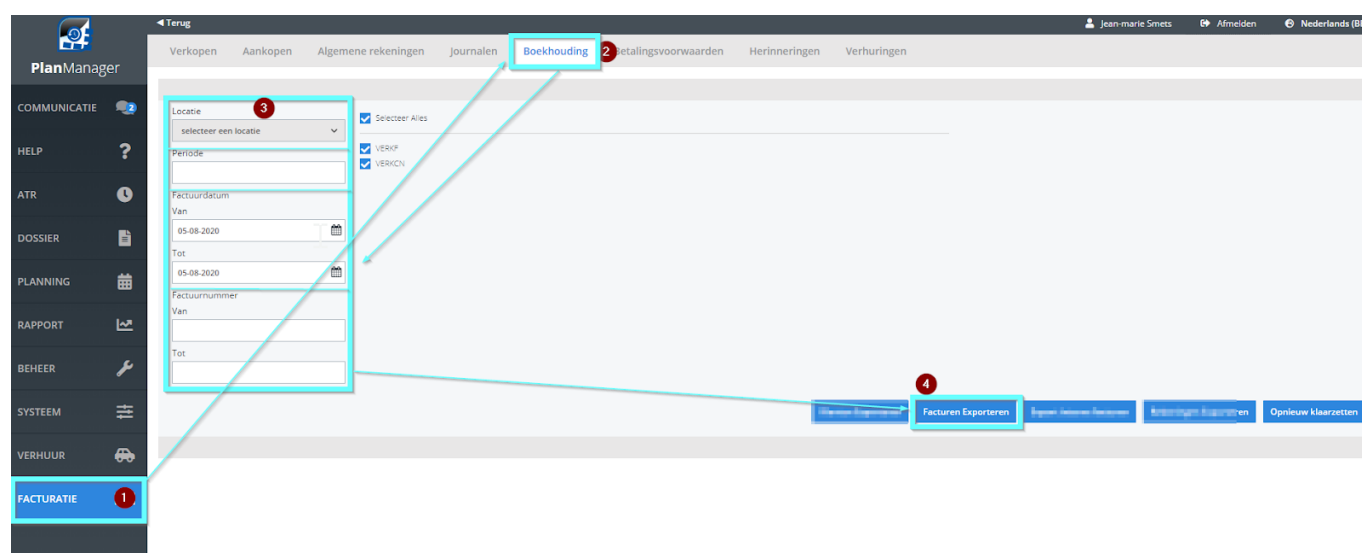 Terug
Jean-marie Smets
Afmelden
Nederlands (BE
PlanManager
Verkopen Aankopen Algemene rekeningen Journalen Boekhouding 2 Betalingsvoorwaarden Herinneringen Verhuringen
COMMUNICATIE 2
HELP ?
ATR
DOSSIER
PLANNING
RAPPORT
BEHEER
SYSTEEM
VERHUUR
FACTURATIE 1
Locatie 3
selecteer een locatie
Periode
Factuurdatum
Van
05-08-2020
Tot
05-08-2020
Factuurnummer
Van
Tot
Selecteer Alles
VERKF
VERKCN
4
Facturen Exporteren
Opnieuw klaarzetten